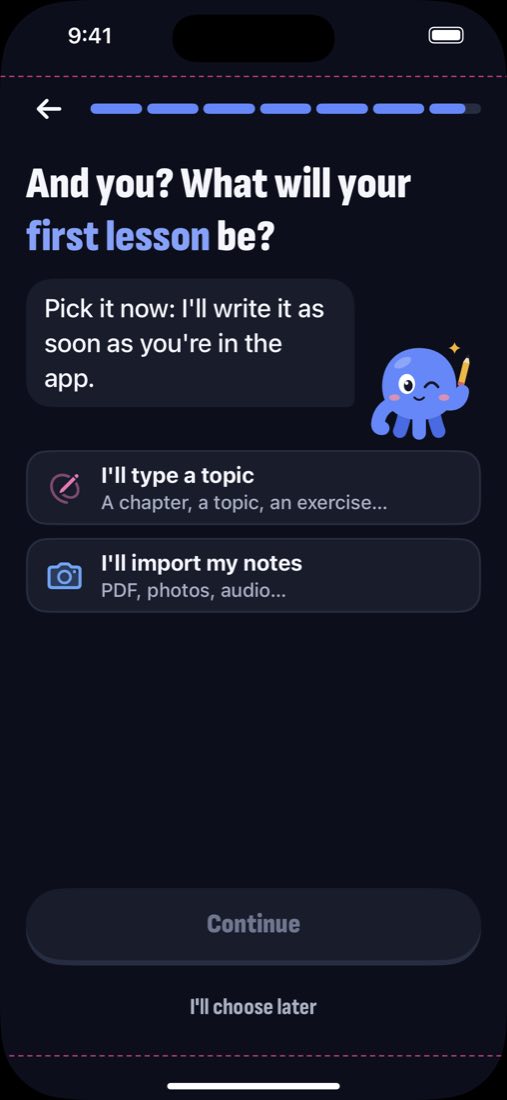 9:41
And you? What will your
first lesson be?
Pick it now: I'll write it as
soon as you're in the
app.
I'll type a topic
A chapter, a topic, an exercise...
I'll import my notes
PDF, photos, audio...
Continue
I'll choose later